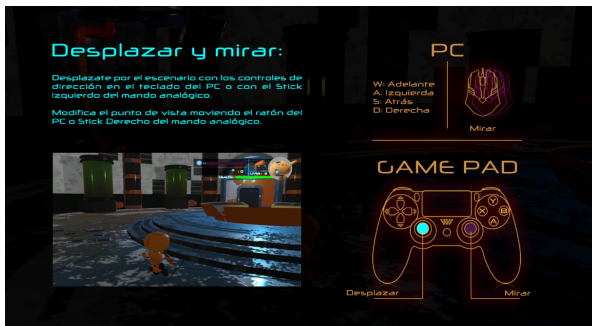 Desplazar y mirar:
Desplazate por el escenario con los controles de
dirección en el teclado del PC o con el Stick
izquierdo del mando analógico.
Modifica el punto de vista moviendo el ratón del
PC o Stick Derecho del mando analógico.
PC
W: Adelante
A: Izquierda
S: Atrás
D: Derecha
Mirar
GAME PAD
Y
X
B
A
Desplazar
Mirar